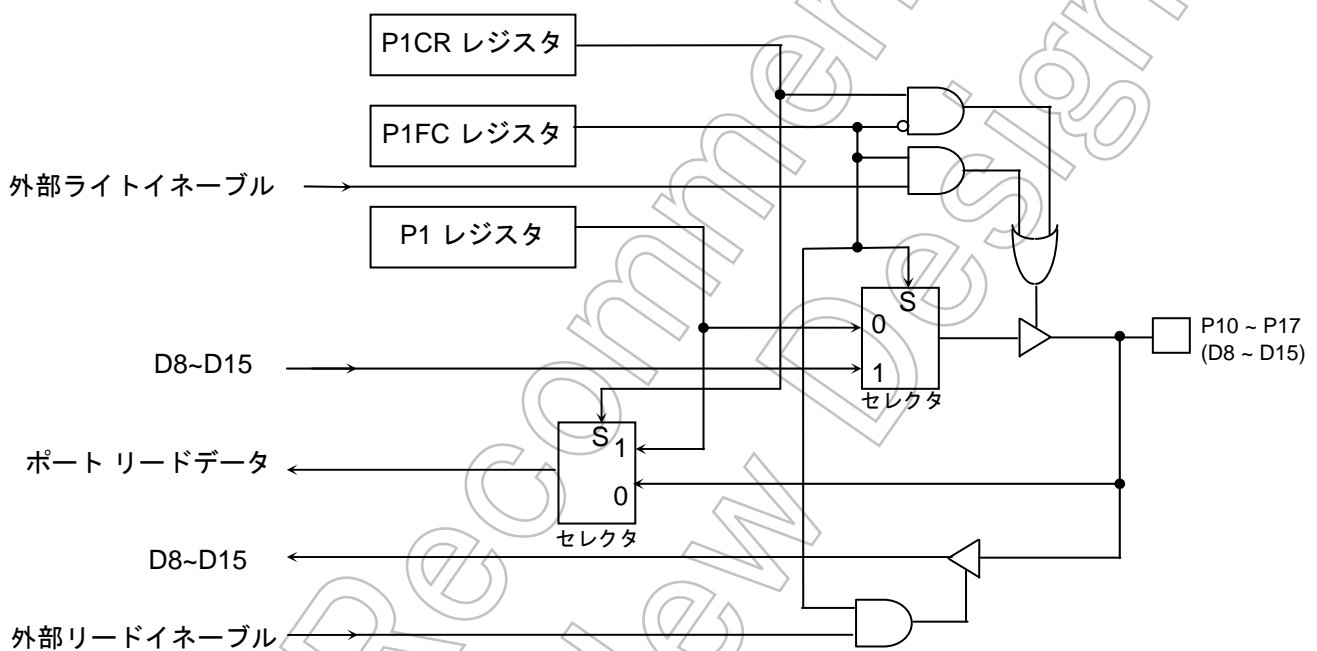 P1CR レジスタ
P1FC レジスタ
外部ライトイネーブル
P1 レジスタ
S
0
1
セレクタ
P10 ~ P17
(D8 ~ D15)
D8~D15
S
1
0
セレクタ
ポート リードデータ
D8~D15
外部リードイネーブル
Recomme
New Design